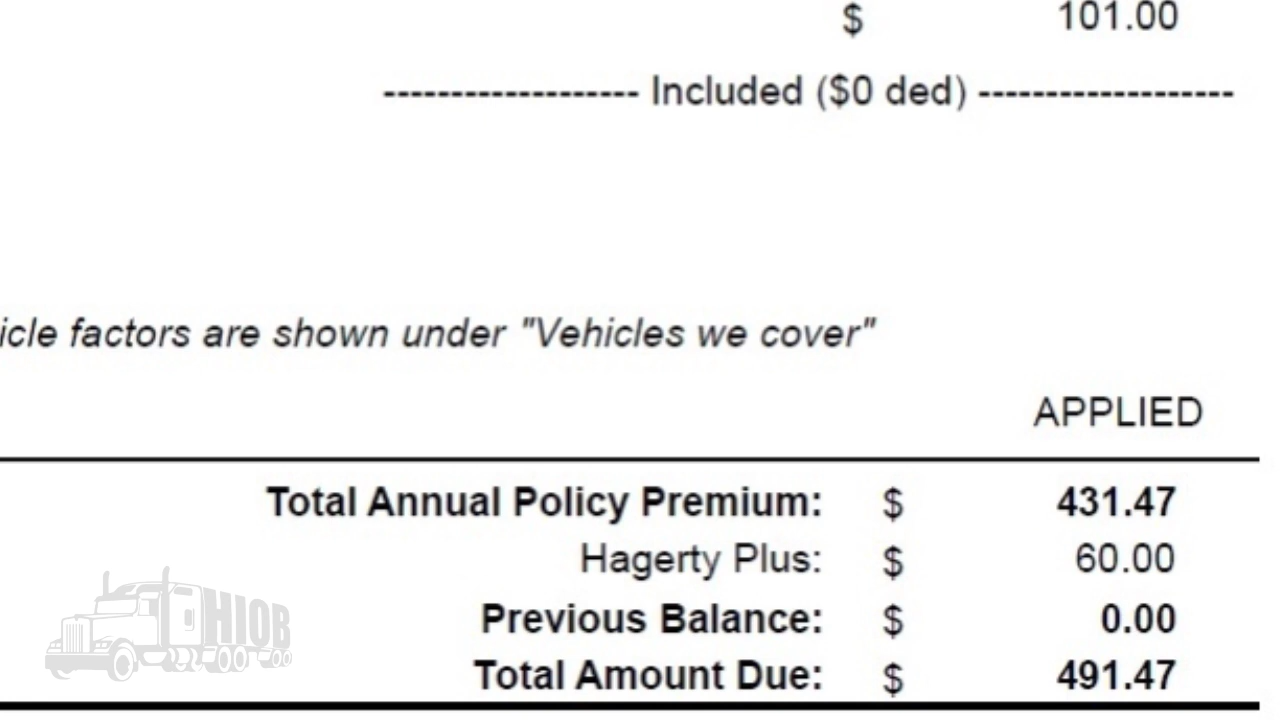 $ 101.00
------------------- Included ($0 ded) -------------------
icle factors are shown under "Vehicles we cover"
APPLIED
Total Annual Policy Premium: $ 431.47
Hagerty Plus: $ 60.00
Previous Balance: $ 0.00
Total Amount Due: $ 491.47
HIOB